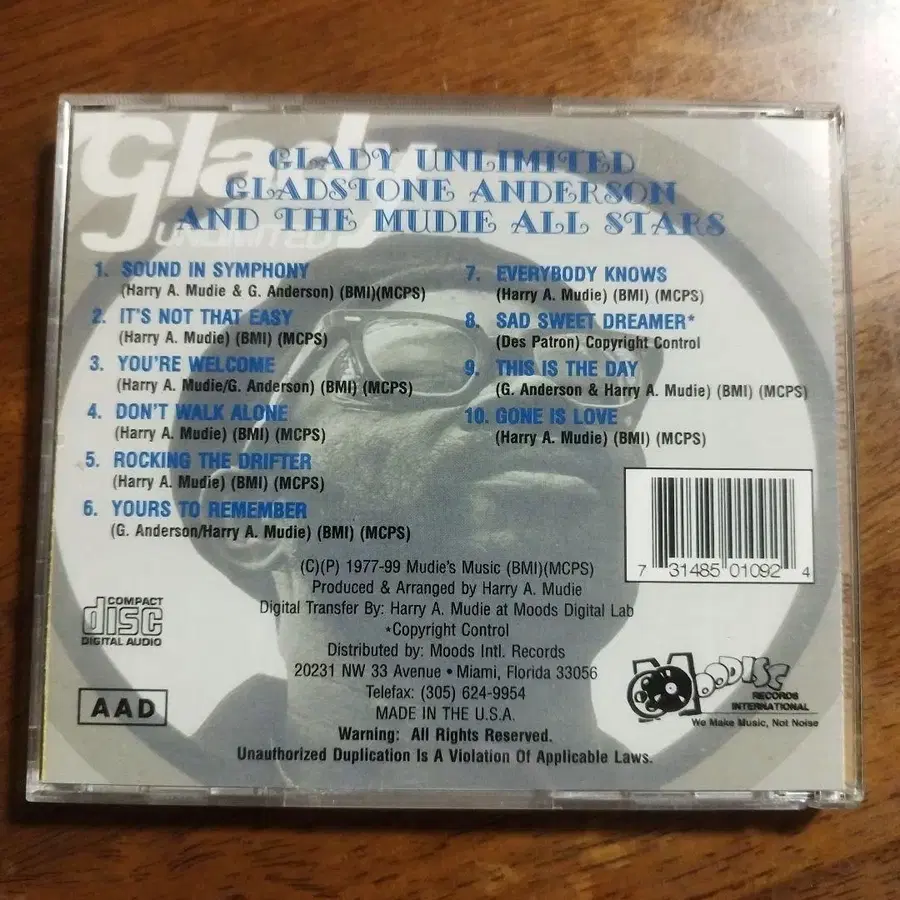 Glady
UNLIMITED
GLADY UNLIMITED
GLADSTONE ANDERSON
AND THE MUDIE ALL STARS
1. SOUND IN SYMPHONY
(Harry A. Mudie & G. Anderson) (BMI)(MCPS)
2. IT'S NOT THAT EASY
(Harry A. Mudie) (BMI) (MCPS)
3. YOU'RE WELCOME
(Harry A. Mudie/G. Anderson) (BMI) (MCPS)
4. DON'T WALK ALONE
(Harry A. Mudie) (BMI) (MCPS)
5. ROCKING THE DRIFTER
(Harry A. Mudie) (BMI) (MCPS)
6. YOURS TO REMEMBER
(G. Anderson/Harry A. Mudie) (BMI) (MCPS)
7. EVERYBODY KNOWS
(Harry A. Mudie) (BMI) (MCPS)
8. SAD SWEET DREAMER*
(Des Patron) Copyright Control
9. THIS IS THE DAY
(G. Anderson & Harry A. Mudie) (BMI) (MCPS)
10. GONE IS LOVE
(Harry A. Mudie) (BMI) (MCPS)
7 31485 01092 4
(C)(P) 1977-99 Mudie's Music (BMI)(MCPS)
Produced & Arranged by Harry A. Mudie
Digital Transfer By: Harry A. Mudie at Moods Digital Lab
*Copyright Control
Distributed by: Moods Intl. Records
20231 NW 33 Avenue • Miami, Florida 33056
Telefax: (305) 624-9954
MADE IN THE U.S.A.
Warning: All Rights Reserved.
Unauthorized Duplication Is A Violation Of Applicable Laws.
COMPACT
disc
DIGITAL AUDIO
AAD
MOODISC
RECORDS
INTERNATIONAL
We Make Music, Not Noise